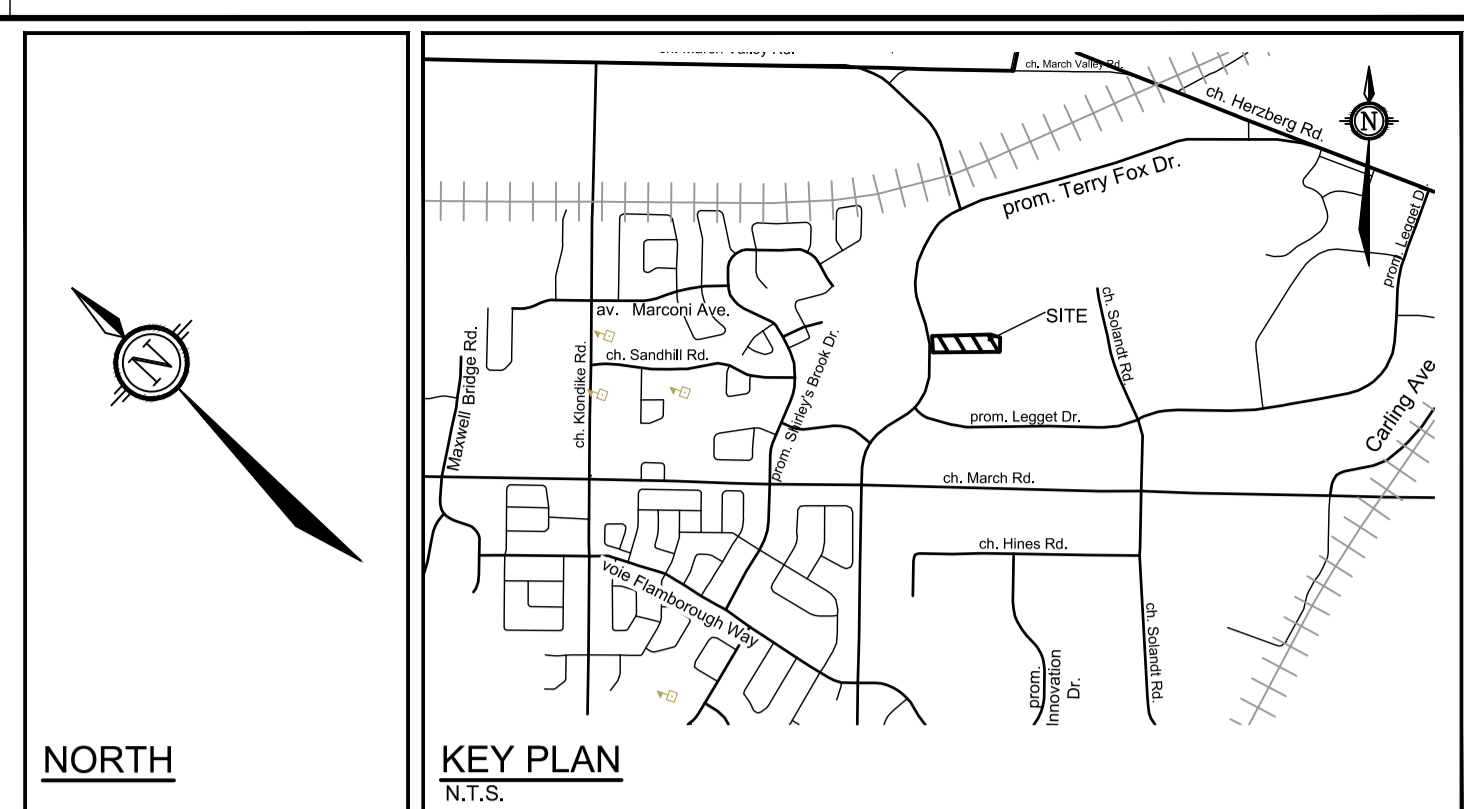 ch. March Valley Rd.
ch. March Valley Rd.
ch. Herzberg Rd.
N
prom. Terry Fox Dr.
prom. Legget D
ch. Solandt Rd.
SITE
av. Marconi Ave.
ch. Sandhill Rd.
Maxwell Bridge Rd.
ch. Klondike Rd.
prom. Shirley's Brook Dr.
N
prom. Legget Dr.
Carling Ave
ch. March Rd.
ch. Hines Rd.
voie Flamborough Way
prom.
Innovation
Dr.
ch. Solandt Rd.
NORTH
KEY PLAN
N.T.S.